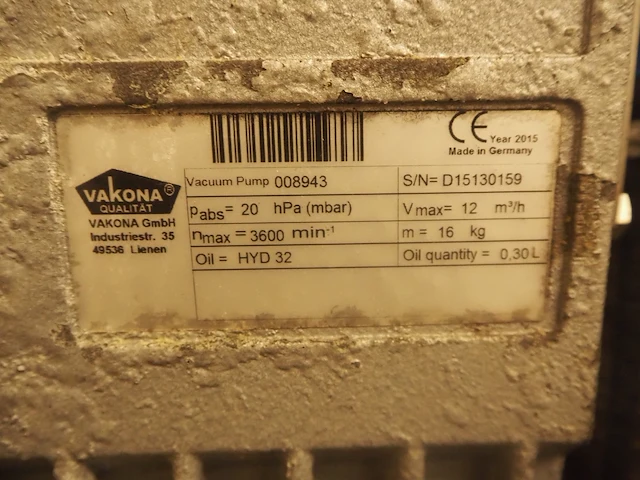 CE Year 2015
Made in Germany
VAKONA®
QUALITÄT
VAKONA GmbH
Industriestr. 35
49536 Lienen
Vacuum Pump 008943 S/N= D15130159
pabs= 20 hPa (mbar) Vmax= 12 m³/h
nmax = 3600 min-1 m = 16 kg
Oil = HYD 32 Oil quantity = 0,30L